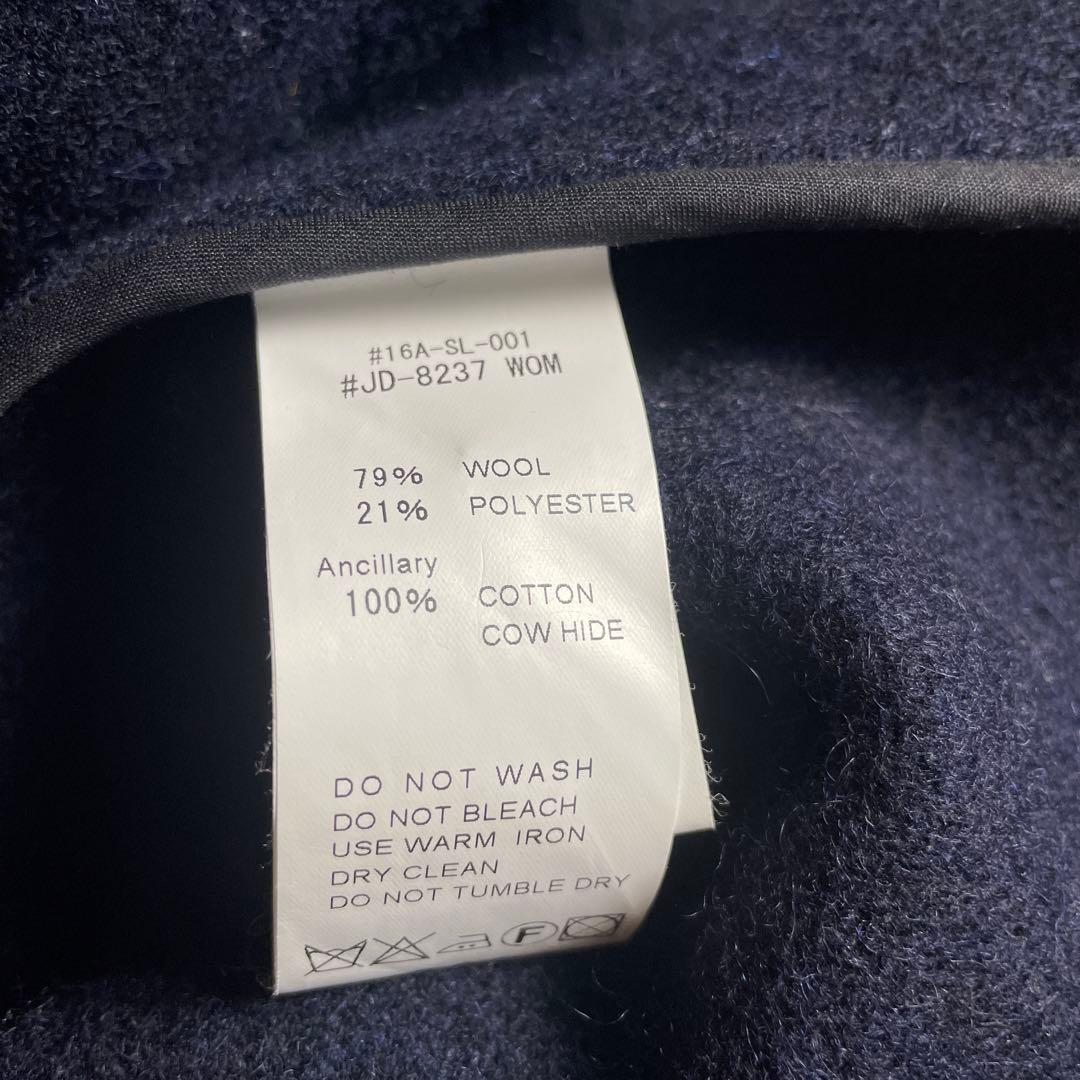 #16A-SL-001
#JD-8237 WOM
79% WOOL
21% POLYESTER
Ancillary
100% COTTON
COW HIDE
DO NOT WASH
DO NOT BLEACH
USE WARM IRON
DRY CLEAN
DO NOT TUMBLE DRY
F